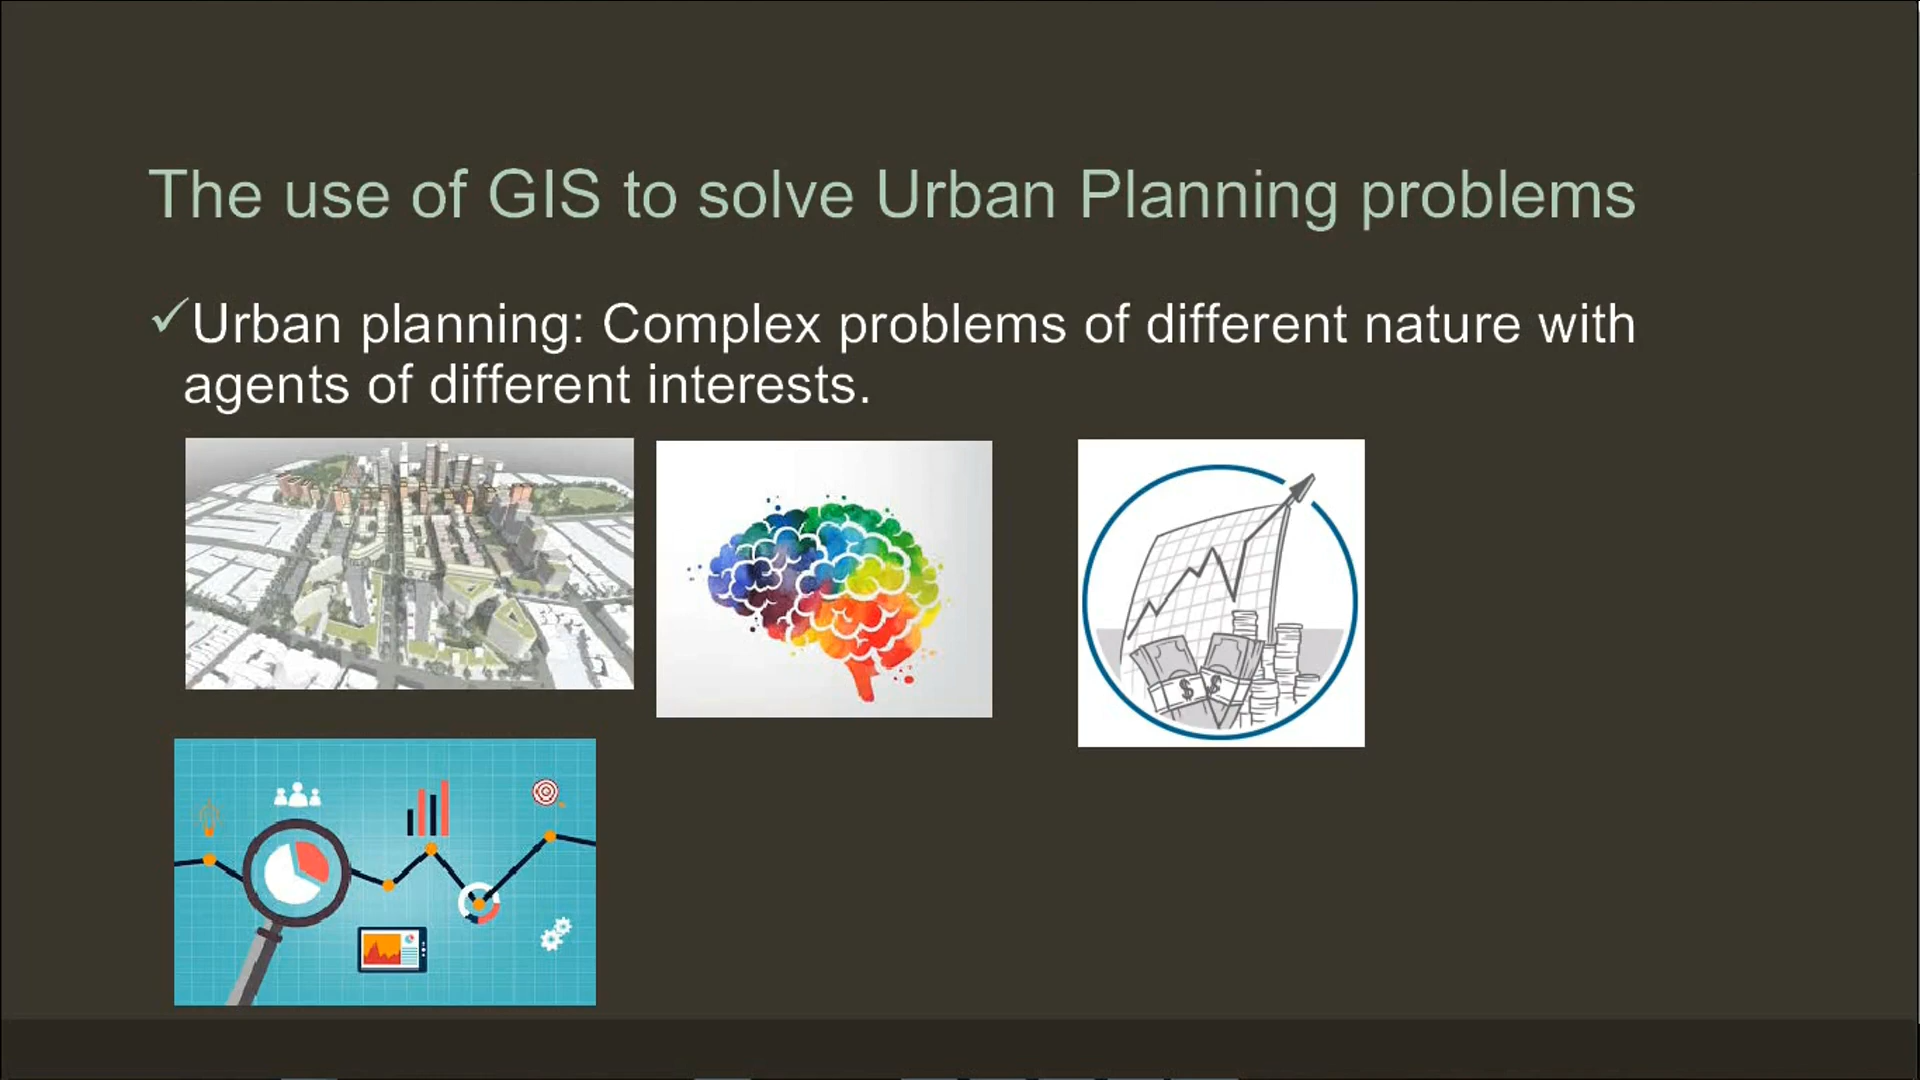 The use of GIS to solve Urban Planning problems
✓Urban planning: Complex problems of different nature with
agents of different interests.
$ $